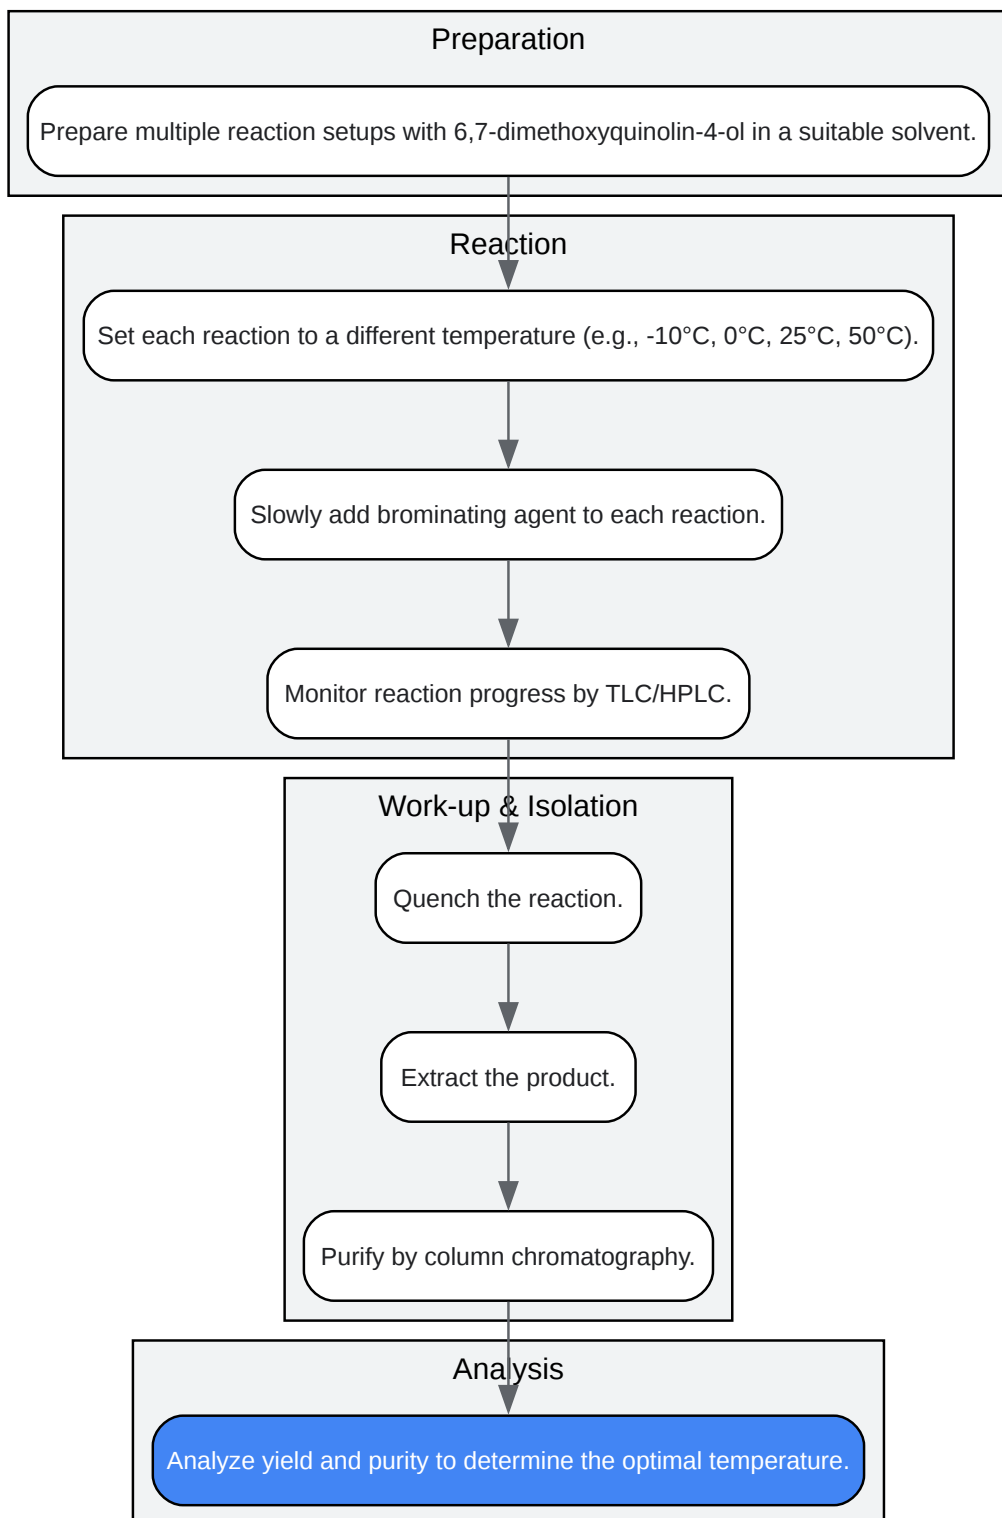 Preparation
Prepare multiple reaction setups with 6,7-dimethoxyquinolin-4-ol in a suitable solvent.
Reaction
Set each reaction to a different temperature (e.g., -10°C, 0°C, 25°C, 50°C).
Slowly add brominating agent to each reaction.
Monitor reaction progress by TLC/HPLC.
Work-up & Isolation
Quench the reaction.
Extract the product.
Purify by column chromatography.
Analysis
Analyze yield and purity to determine the optimal temperature.